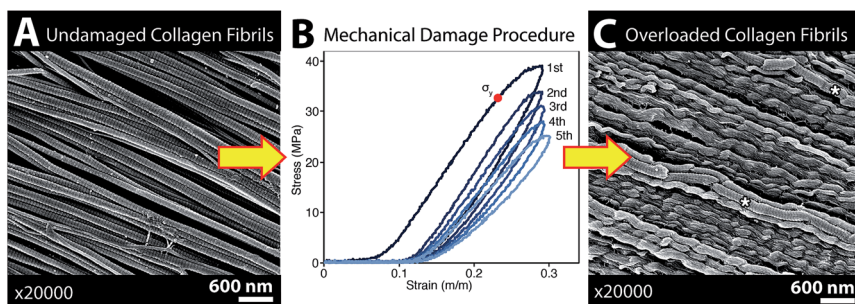 A Undamaged Collagen Fibrils
x20000
600 nm
B Mechanical Damage Procedure
Stress (MPa)
40
30
20
10
0
σy
1st
2nd
3rd
4th
5th
0
0.1
0.2
0.3
Strain (m/m)
C Overloaded Collagen Fibrils
*
*
x20000
600 nm